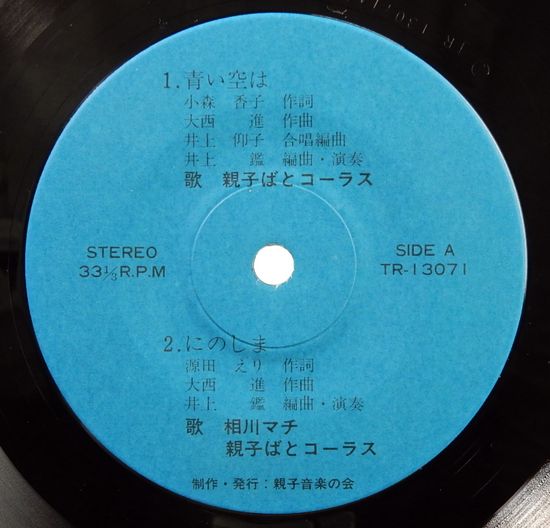 1.青い空は
小森 香子 作詞
大西 進 作曲
井上 仰子 合唱編曲
井上 鑑 編曲・演奏
歌 親子ばとコーラス
STEREO
33⅓R.P.M
SIDE A
TR-13071
2.にのしま
源田 えり 作詞
大西 進 作曲
井上 鑑 編曲・演奏
歌 相川マチ
親子ばとコーラス
制作・発行：親子音楽の会